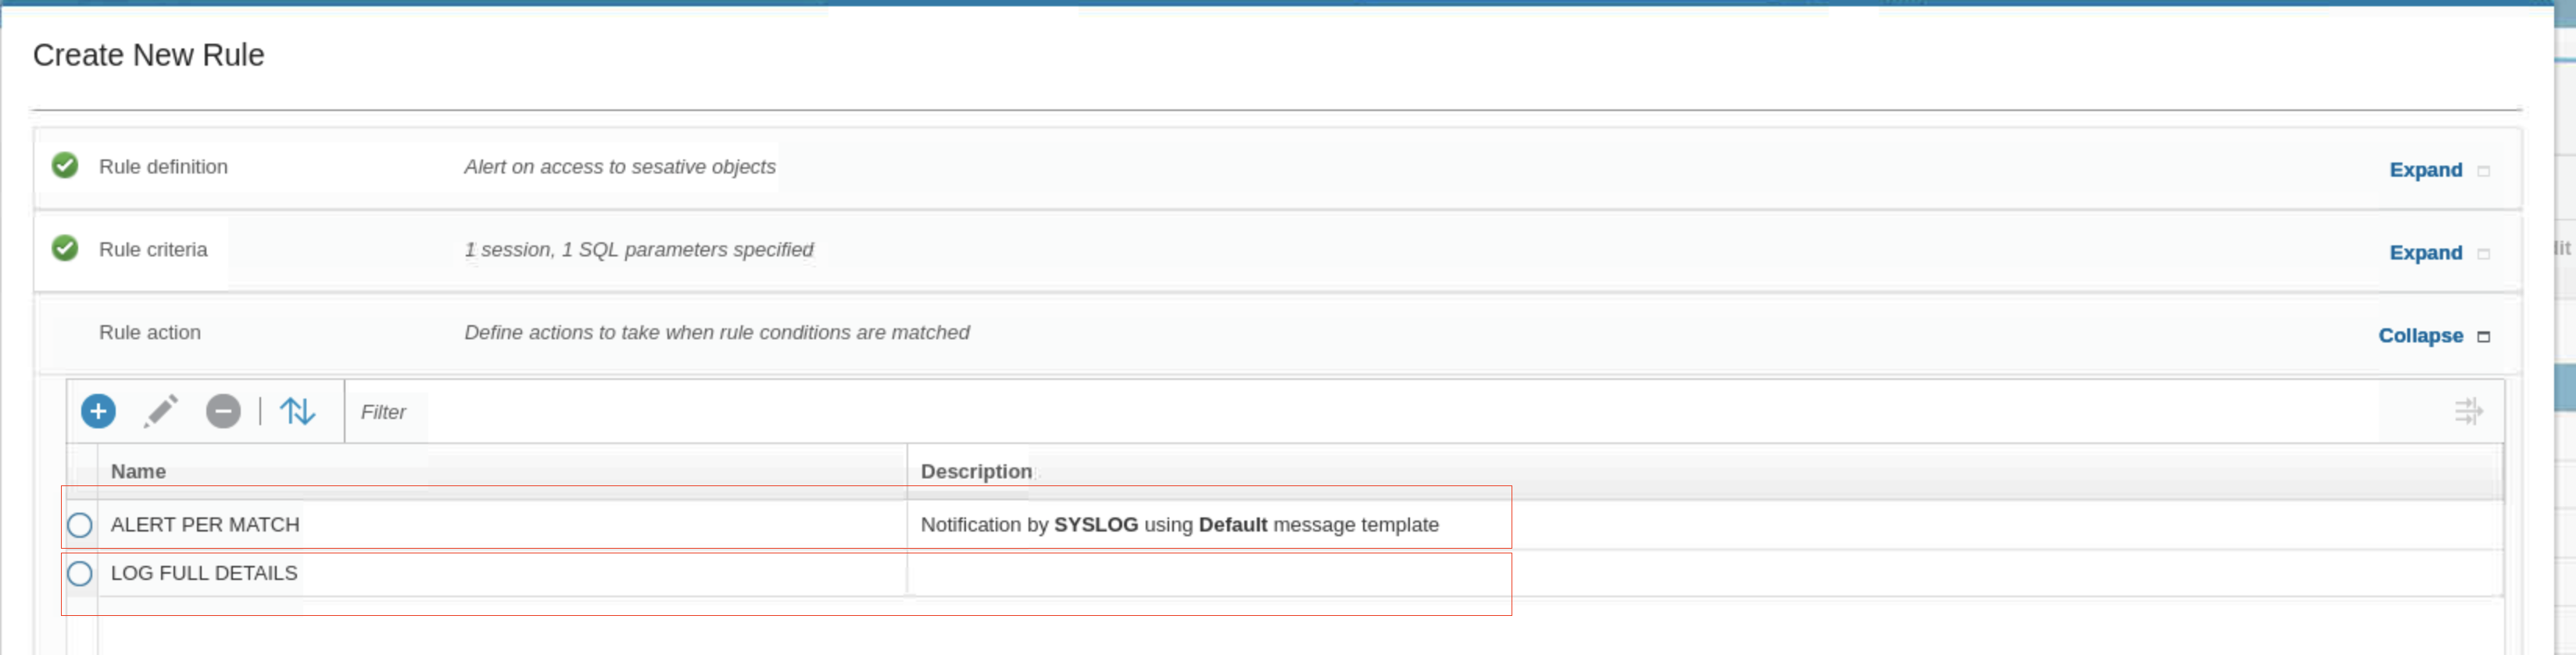 Create New Rule
Rule definition Alert on access to sesative objects Expand
Rule criteria 1 session, 1 SQL parameters specified Expand
Rule action Define actions to take when rule conditions are matched Collapse
Filter
Name Description
ALERT PER MATCH Notification by SYSLOG using Default message template
LOG FULL DETAILS